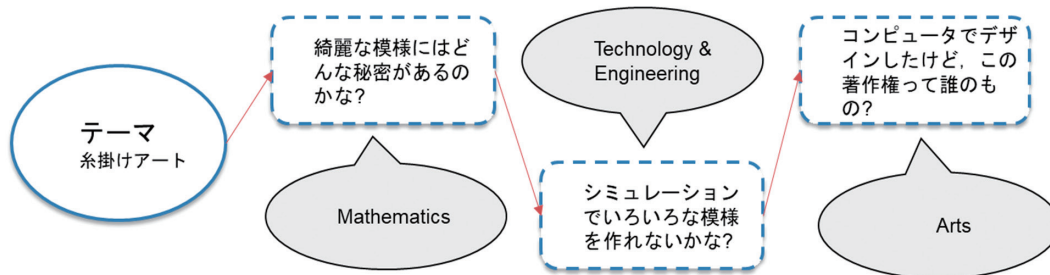 テーマ
糸掛けアート
綺麗な模様にはど
んな秘密があるの
かな?
Mathematics
Technology &
Engineering
シミュレーション
でいろいろな模様
を作れないかな?
コンピュータでデザ
インしたけど，この
著作権って誰のも
の?
Arts